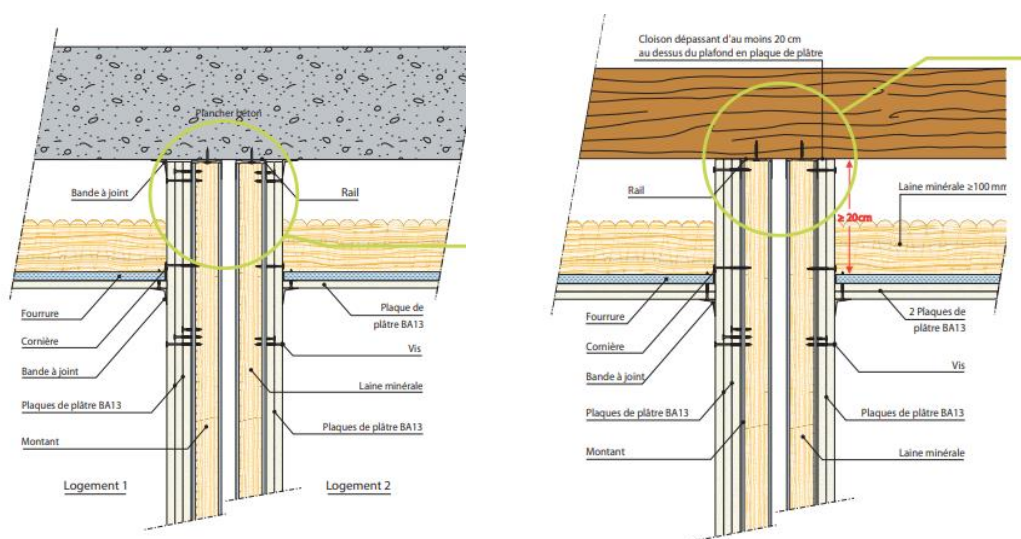 Plancher béton
Bande à joint
Rail
Fourrure
Cornière
Bande à joint
Plaques de plâtre BA13
Montant
Logement 1
Plaque de
plâtre BA13
Vis
Laine minérale
Plaques de plâtre BA13
Logement 2
Cloison dépassant d'au moins 20 cm
au dessus du plafond en plaque de plâtre
Rail
Laine minérale ≥100 mm
≥ 20cm
Fourrure
Cornière
Bande à joint
Plaques de plâtre BA13
Montant
2 Plaques de
plâtre BA13
Vis
Plaques de plâtre BA13
Laine minérale